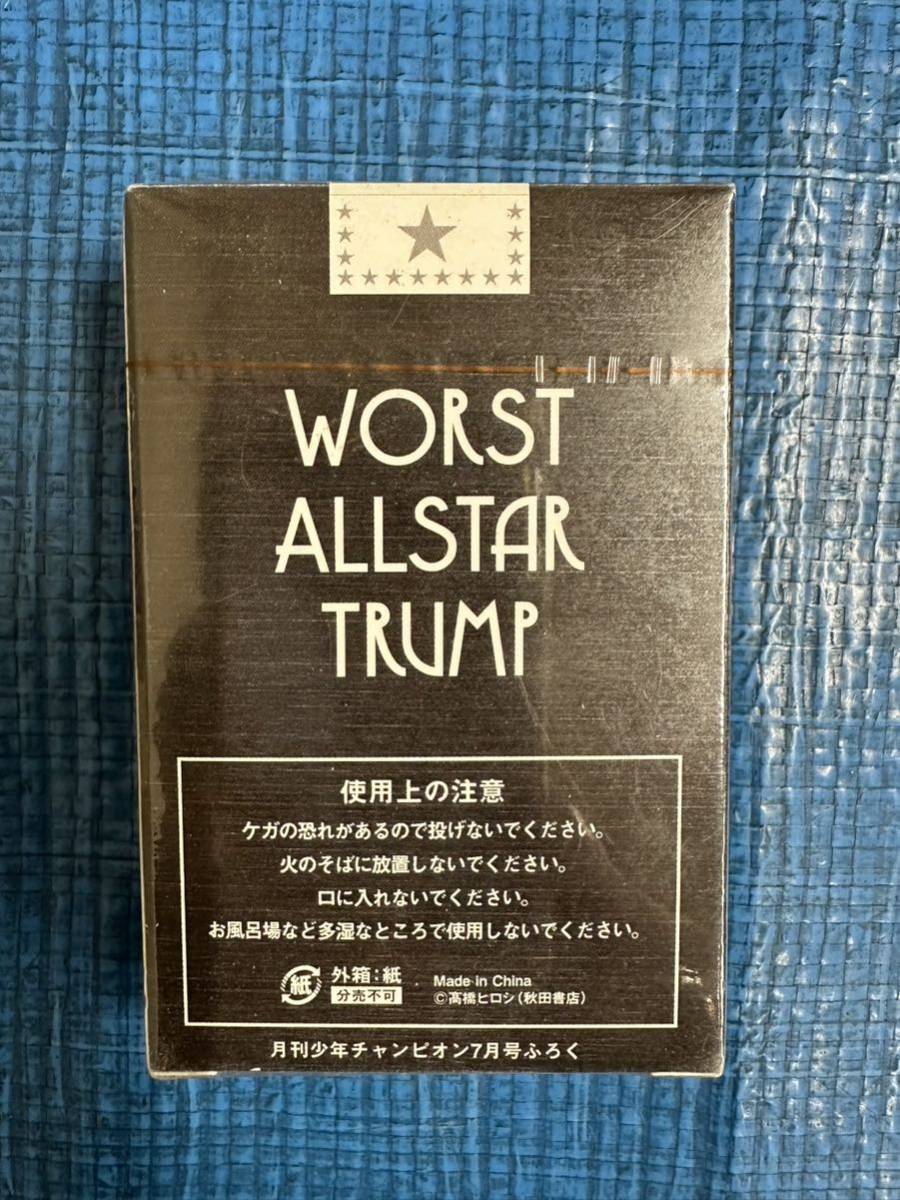 WORST
ALLSTAR
TRUMP
使用上の注意
ケガの恐れがあるので投げないでください。
火のそばに放置しないでください。
口に入れないでください。
お風呂場など多湿なところで使用しないでください。
紙 外箱:紙
分売不可
Made in China
©髙橋ヒロシ(秋田書店)
月刊少年チャンピオン7月号ふろく